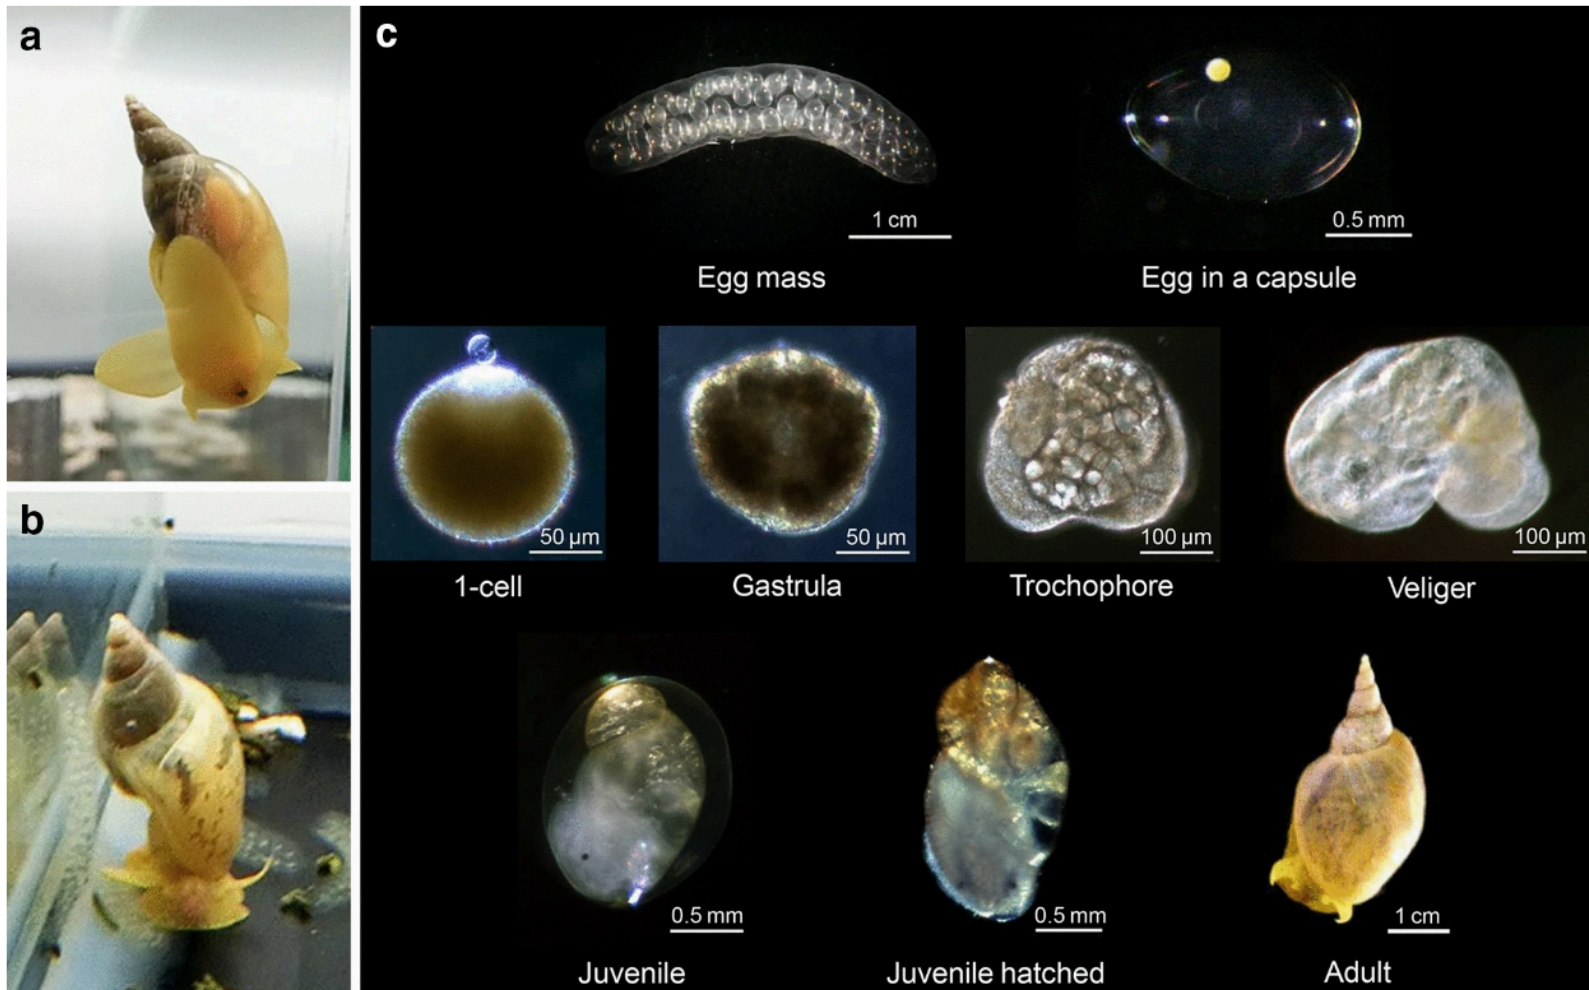 a
c
1 cm
0.5 mm
Egg mass
Egg in a capsule
b
50 µm
50 µm
100 µm
100 µm
1-cell
Gastrula
Trochophore
Veliger
0.5 mm
0.5 mm
1 cm
Juvenile
Juvenile hatched
Adult